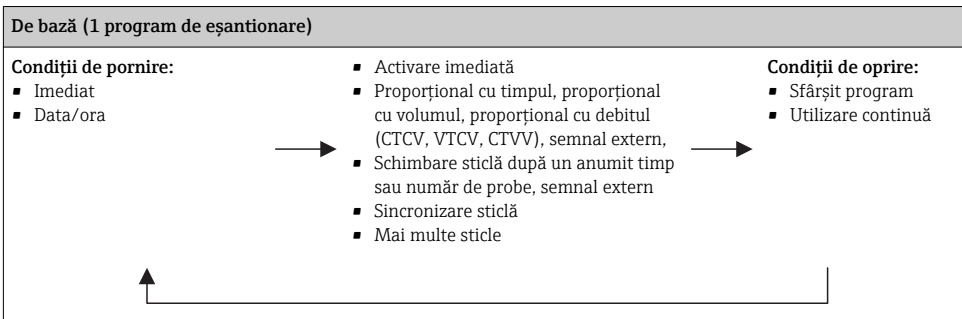 De bază (1 program de eșantionare)
Condiții de pornire:
▪ Imediat
▪ Data/ora
▪ Activare imediată
▪ Proporțional cu timpul, proporțional
cu volumul, proporțional cu debitul
(CTCV, VTCV, CTVV), semnal extern,
▪ Schimbare sticlă după un anumit timp
sau număr de probe, semnal extern
▪ Sincronizare sticlă
▪ Mai multe sticle
Condiții de oprire:
▪ Sfârșit program
▪ Utilizare continuă